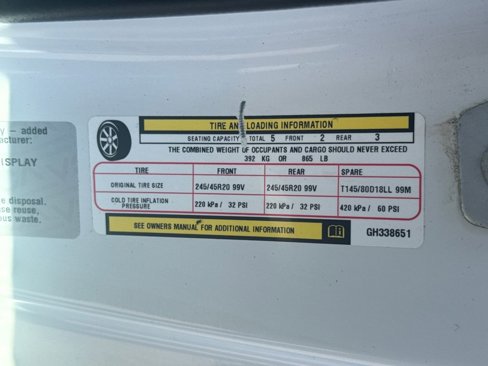 y – added
acturer:
ISPLAY
e disposal.
se reuse,
us waste.
TIRE AND LOADING INFORMATION
SEATING CAPACITY TOTAL 5 FRONT 2 REAR 3
THE COMBINED WEIGHT OF OCCUPANTS AND CARGO SHOULD NEVER EXCEED
392 KG OR 865 LB
TIRE FRONT REAR SPARE
ORIGINAL TIRE SIZE 245/45R20 99V 245/45R20 99V T145/80D18LL 99M
COLD TIRE INFLATION PRESSURE 220 kPa / 32 PSI 220 kPa / 32 PSI 420 kPa / 60 PSI
SEE OWNERS MANUAL FOR ADDITIONAL INFORMATION GH338651